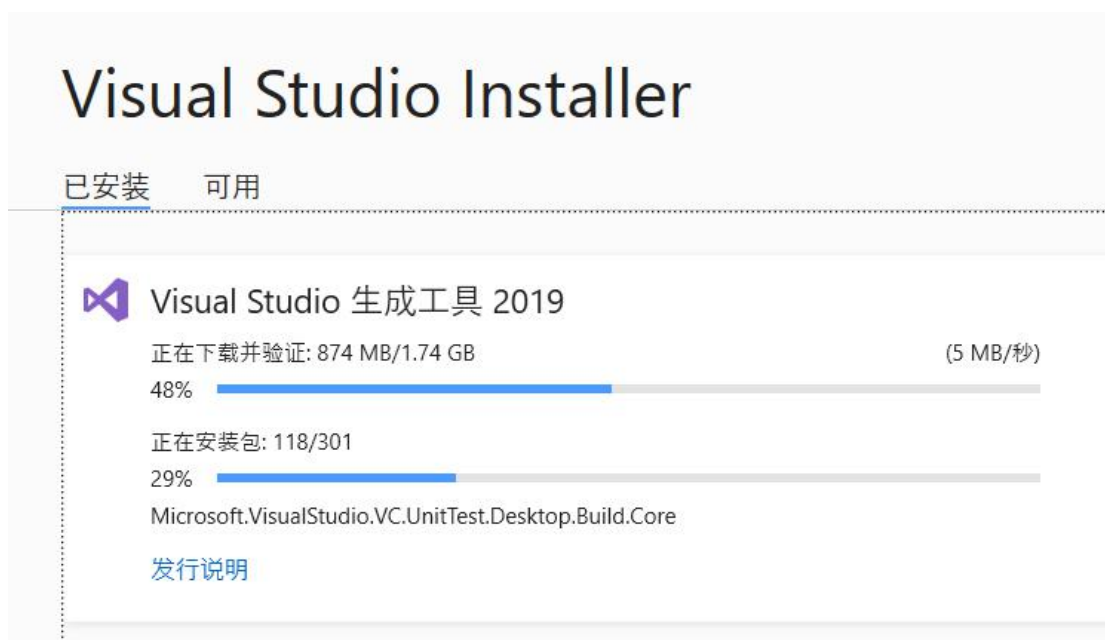 Visual Studio Installer
已安装 可用
Visual Studio 生成工具 2019
正在下载并验证: 874 MB/1.74 GB (5 MB/秒)
48%
正在安装包: 118/301
29%
Microsoft.VisualStudio.VC.UnitTest.Desktop.Build.Core
发行说明